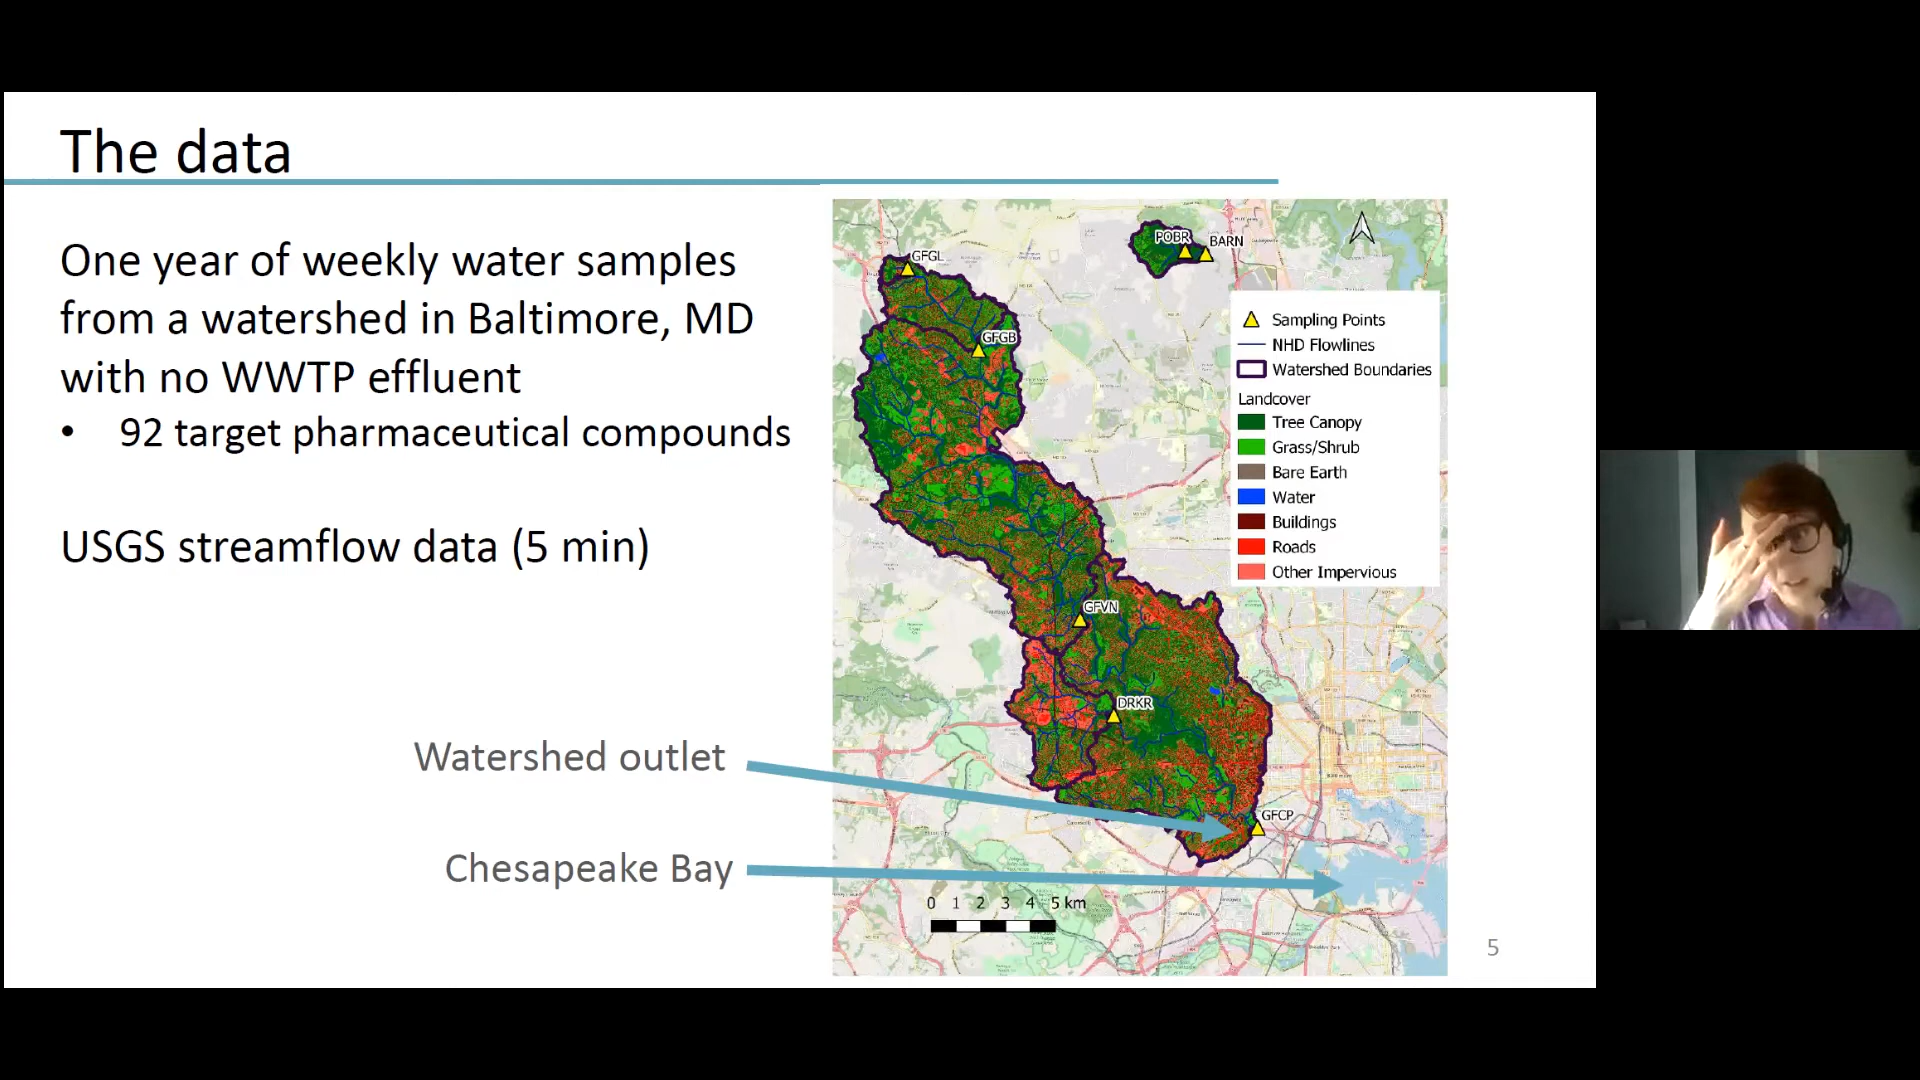 The data
One year of weekly water samples
from a watershed in Baltimore, MD
with no WWTP effluent
• 92 target pharmaceutical compounds
USGS streamflow data (5 min)
Watershed outlet
Chesapeake Bay
POBR
BARN
GFGL
GFGB
GFVN
DRKR
GFCP
Sampling Points
NHD Flowlines
Watershed Boundaries
Landcover
Tree Canopy
Grass/Shrub
Bare Earth
Water
Buildings
Roads
Other Impervious
0 1 2 3 4 5 km
5